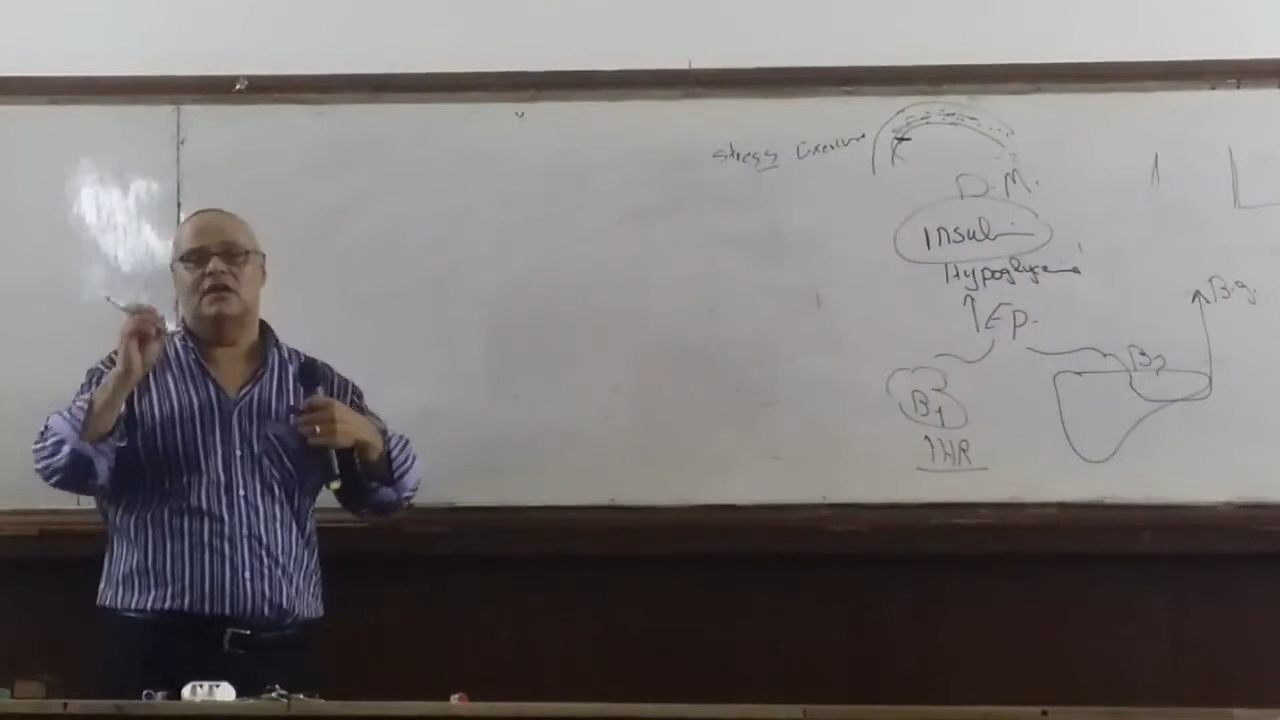 stress Exercise
D.M.
Insulin
Hypoglycemia
↑ Ep.
B1
↑HR
B2
B.g.